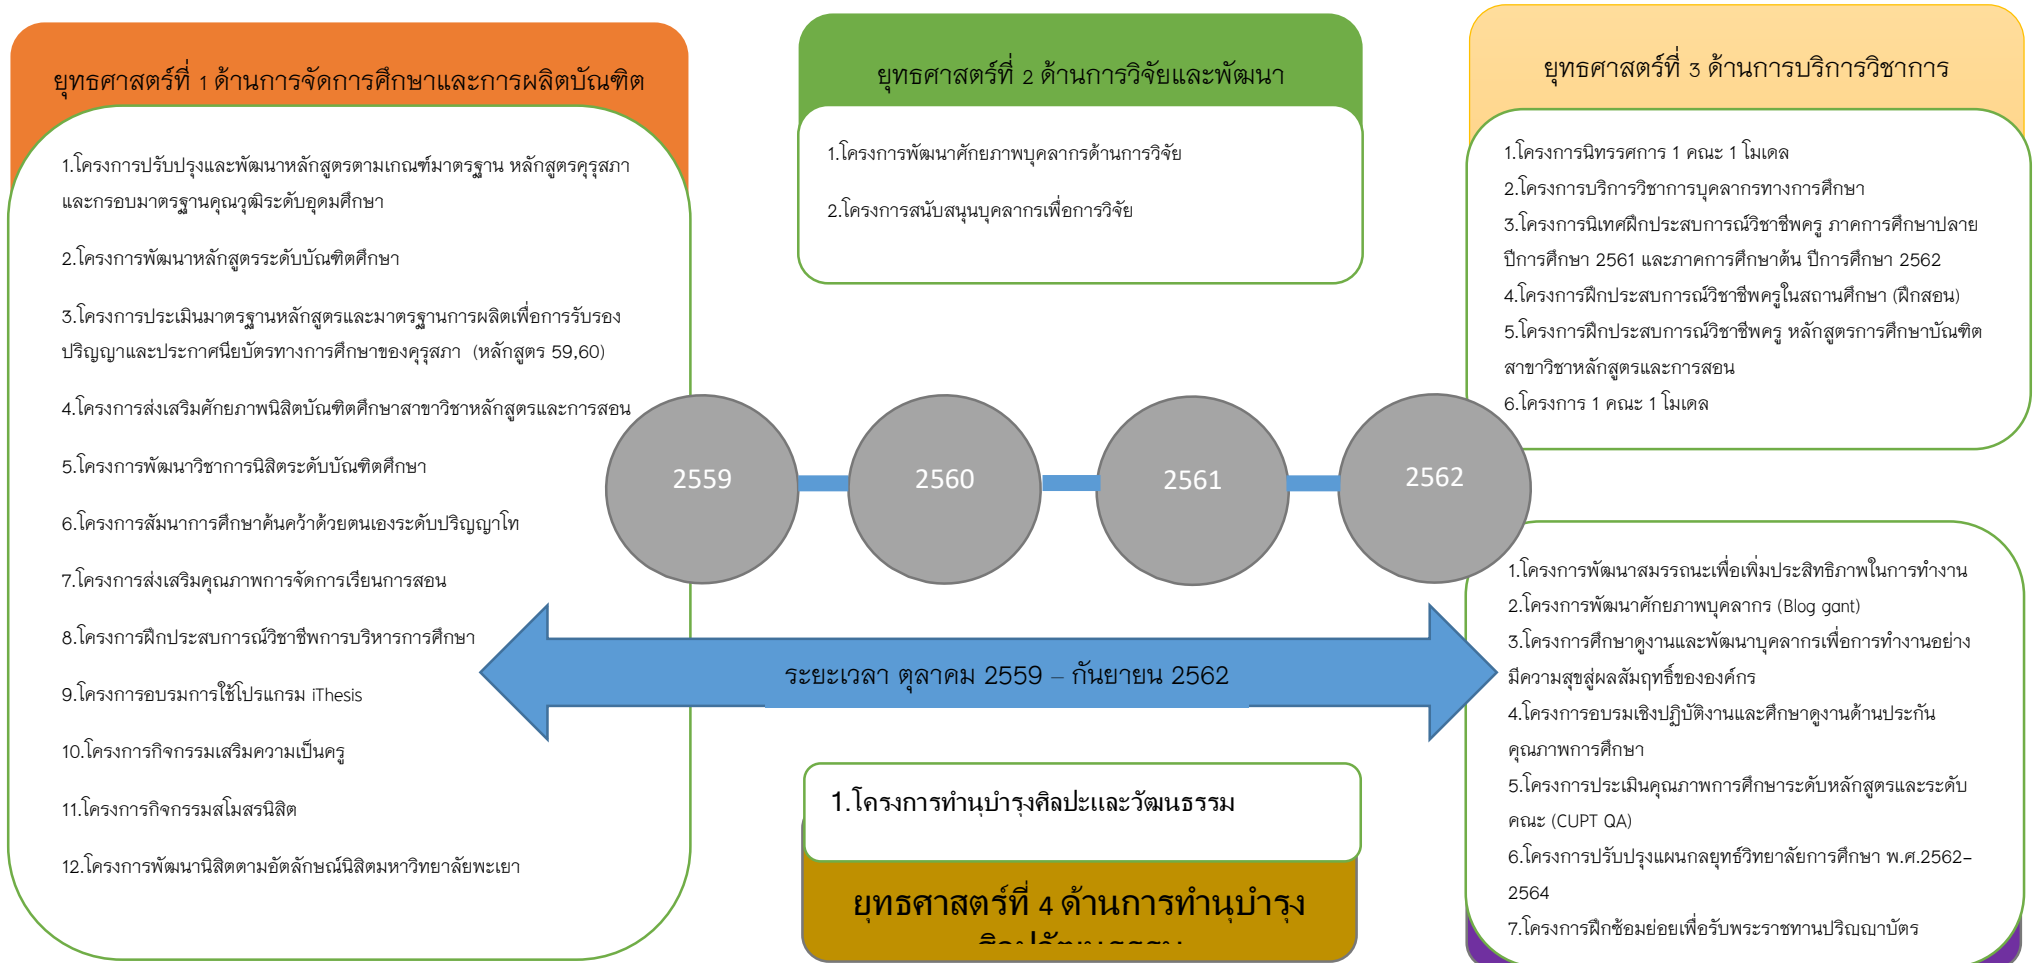 ยุทธศาสตร์ที่ 1 ด้านการจัดการศึกษาและการผลิตบัณฑิต
1.โครงการปรับปรุงและพัฒนาหลักสูตรตามเกณฑ์มาตรฐาน หลักสูตรคุรุสภา
และกรอบมาตรฐานคุณวุฒิระดับอุดมศึกษา
2.โครงการพัฒนาหลักสูตรระดับบัณฑิตศึกษา
3.โครงการประเมินมาตรฐานหลักสูตรและมาตรฐานการผลิตเพื่อการรับรอง
ปริญญาและประกาศนียบัตรทางการศึกษาของคุรุสภา (หลักสูตร 59,60)
4.โครงการส่งเสริมศักยภาพนิสิตบัณฑิตศึกษาสาขาวิชาหลักสูตรและการสอน
5.โครงการพัฒนาวิชาการนิสิตระดับบัณฑิตศึกษา
6.โครงการสัมนาการศึกษาค้นคว้าด้วยตนเองระดับปริญญาโท
7.โครงการส่งเสริมคุณภาพการจัดการเรียนการสอน
8.โครงการฝึกประสบการณ์วิชาชีพการบริหารการศึกษา
9.โครงการอบรมการใช้โปรแกรม iThesis
10.โครงการกิจกรรมเสริมความเป็นครู
11.โครงการกิจกรรมสโมสรนิสิต
12.โครงการพัฒนานิสิตตามอัตลักษณ์นิสิตมหาวิทยาลัยพะเยา
ยุทธศาสตร์ที่ 2 ด้านการวิจัยและพัฒนา
1.โครงการพัฒนาศักยภาพบุคลากรด้านการวิจัย
2.โครงการสนับสนุนบุคลากรเพื่อการวิจัย
ยุทธศาสตร์ที่ 3 ด้านการบริการวิชาการ
1.โครงการนิทรรศการ 1 คณะ 1 โมเดล
2.โครงการบริการวิชาการบุคลากรทางการศึกษา
3.โครงการนิเทศฝึกประสบการณ์วิชาชีพครู ภาคการศึกษาปลาย
ปีการศึกษา 2561 และภาคการศึกษาต้น ปีการศึกษา 2562
4.โครงการฝึกประสบการณ์วิชาชีพครูในสถานศึกษา (ฝึกสอน)
5.โครงการฝึกประสบการณ์วิชาชีพครู หลักสูตรการศึกษาบัณฑิต
สาขาวิชาหลักสูตรและการสอน
6.โครงการ 1 คณะ 1 โมเดล
2559
2560
2561
2562
ระยะเวลา ตุลาคม 2559 – กันยายน 2562
1.โครงการทำนุบำรุงศิลปะและวัฒนธรรม
ยุทธศาสตร์ที่ 4 ด้านการทำนุบำรุง
1.โครงการพัฒนาสมรรถนะเพื่อเพิ่มประสิทธิภาพในการทำงาน
2.โครงการพัฒนาศักยภาพบุคลากร (Blog gant)
3.โครงการศึกษาดูงานและพัฒนาบุคลากรเพื่อการทำงานอย่าง
มีความสุขสู่ผลสัมฤทธิ์ขององค์กร
4.โครงการอบรมเชิงปฏิบัติงานและศึกษาดูงานด้านประกัน
คุณภาพการศึกษา
5.โครงการประเมินคุณภาพการศึกษาระดับหลักสูตรและระดับ
คณะ (CUPT QA)
6.โครงการปรับปรุงแผนกลยุทธ์วิทยาลัยการศึกษา พ.ศ.2562-
2564
7.โครงการฝึกซ้อมย่อยเพื่อรับพระราชทานปริญญาบัตร